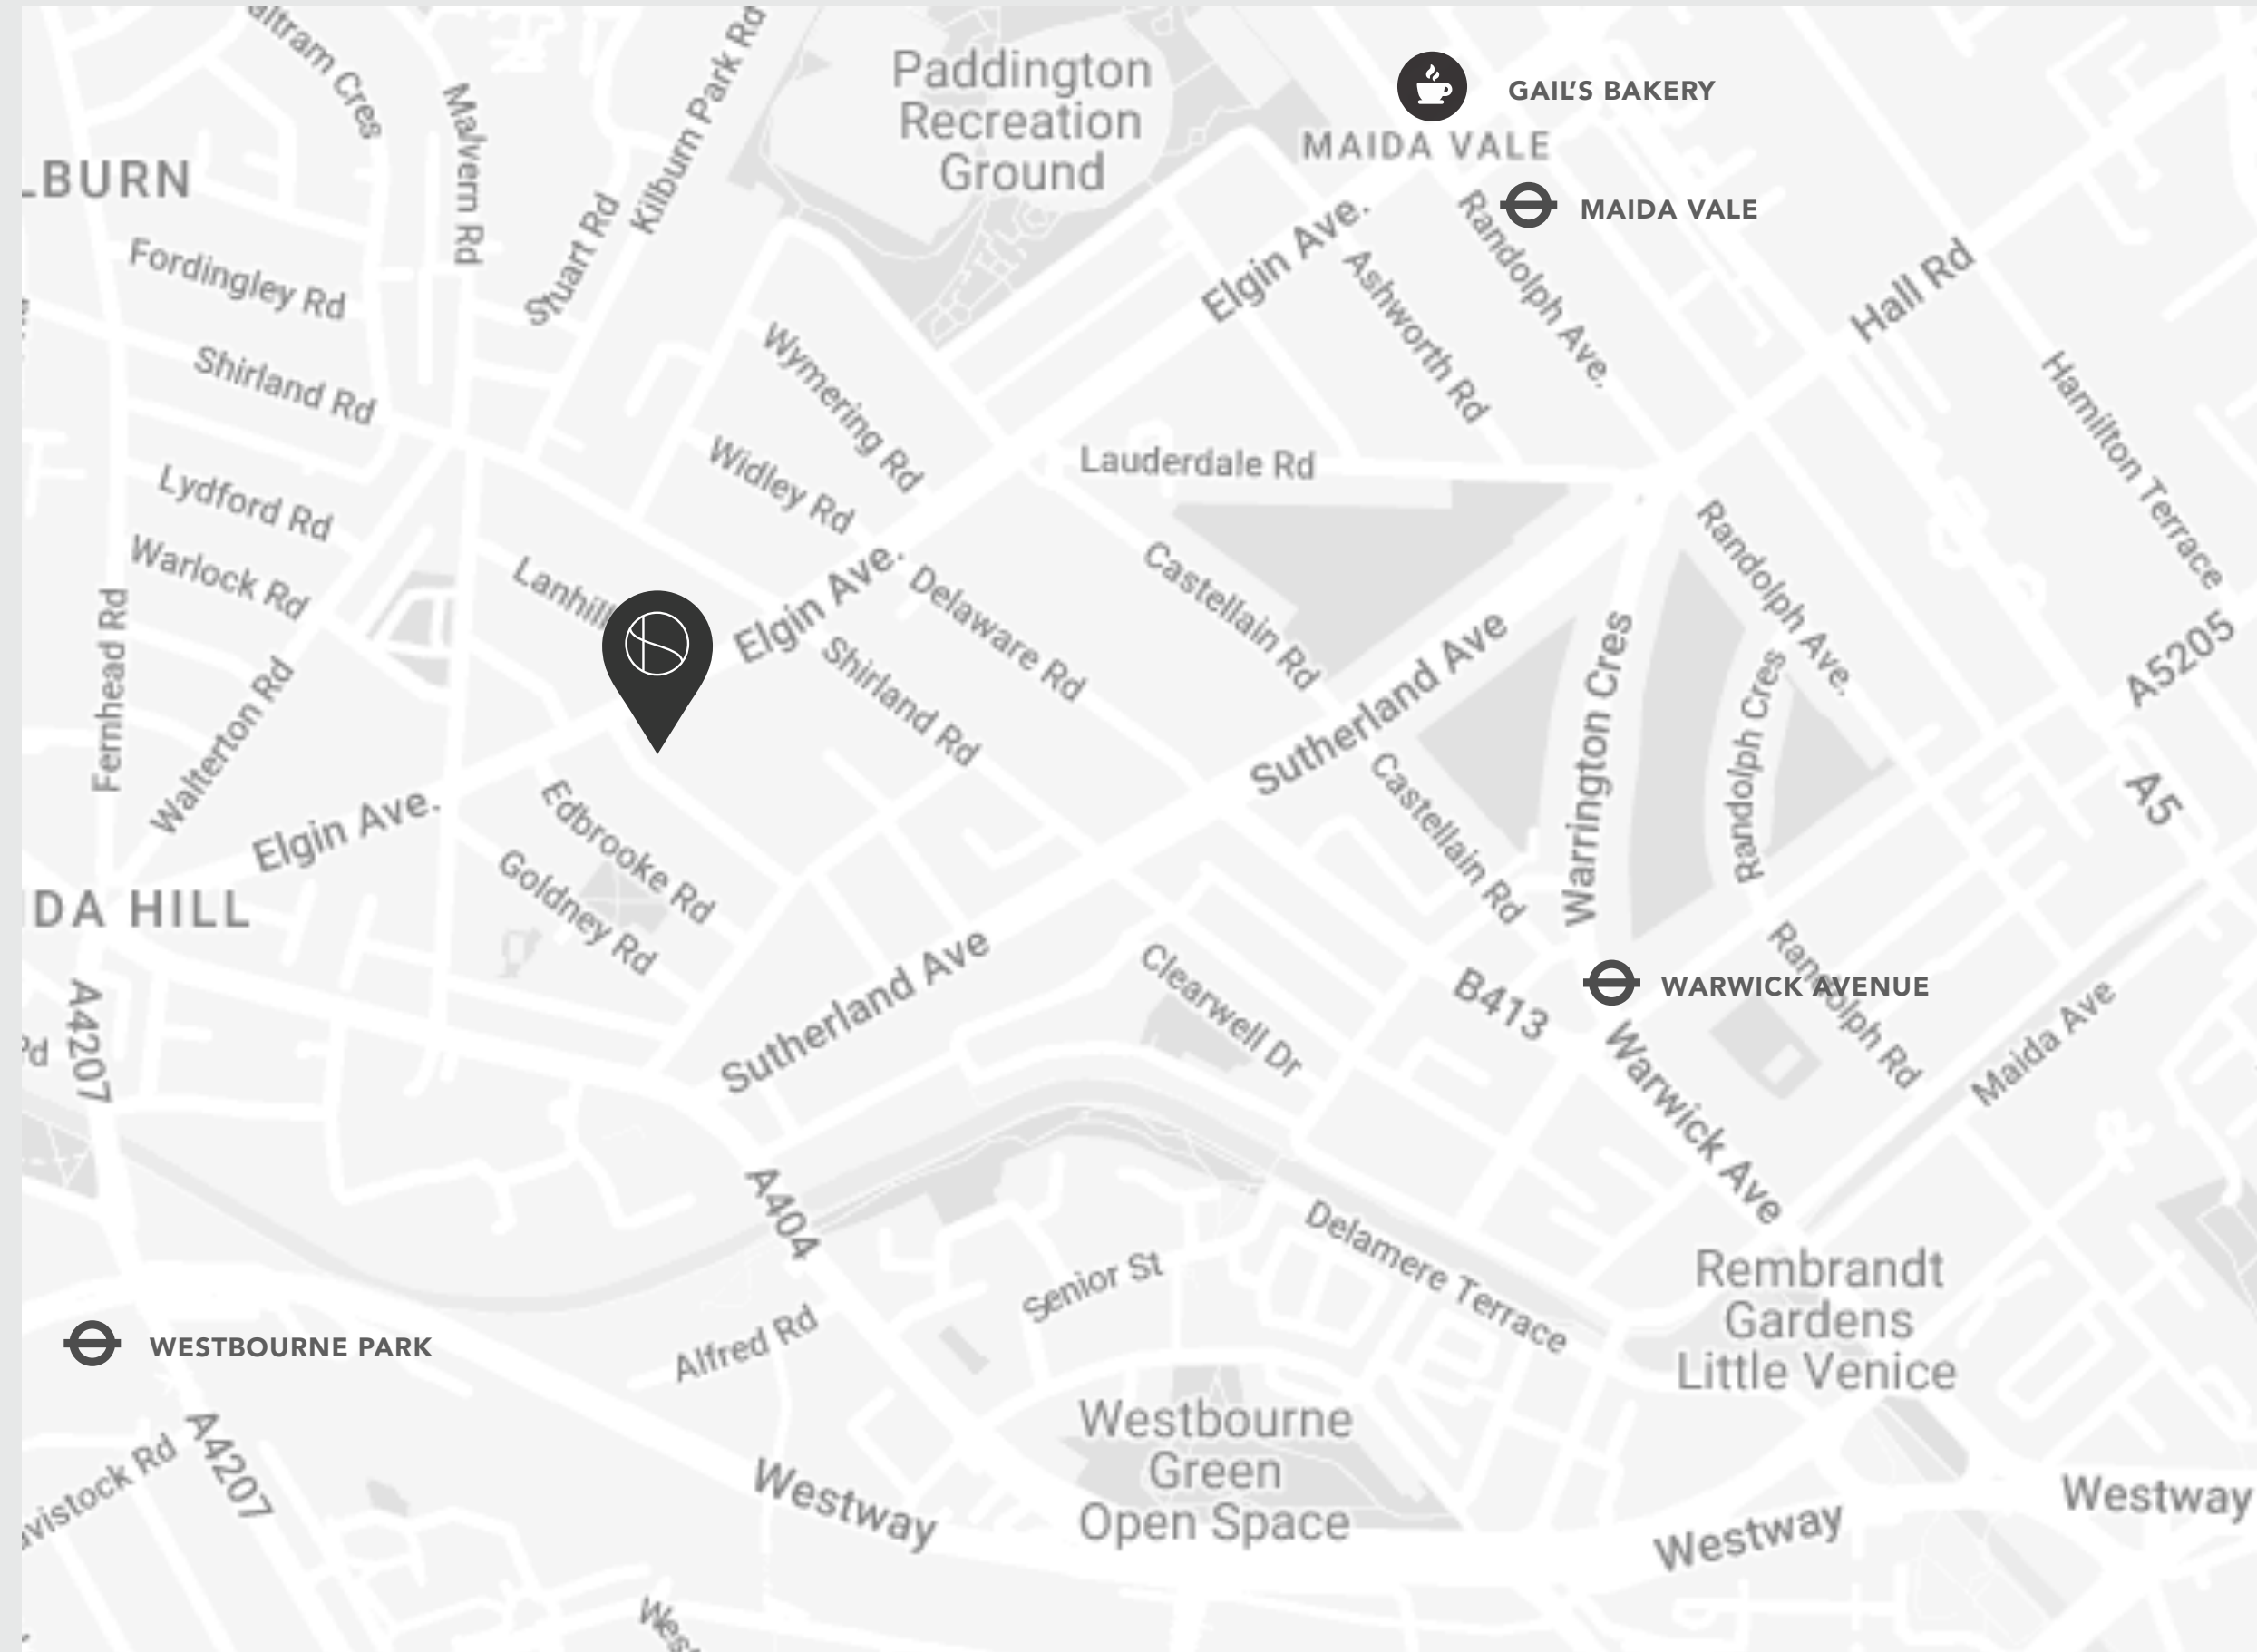 Paddington
Recreation
Ground
GAIL'S BAKERY
MAIDA VALE
MAIDA VALE
Kilburn Park Rd
Malvern Rd
Stuart Rd
Fordingley Rd
Shirland Rd
Lydford Rd
Warlock Rd
Fernhead Rd
Walterton Rd
Wymering Rd
Widley Rd
Elgin Ave.
Ashworth Rd
Randolph Ave.
Hall Rd
Hamilton Terrace
Lauderdale Rd
Elgin Ave.
Delaware Rd
Castellain Rd
Shirland Rd
Sutherland Ave
Warrington Cres
Randolph Ave.
Randolph Cres
A5205
A5
Castellain Rd
Elgin Ave.
Edbrooke Rd
Goldney Rd
Sutherland Ave
Clearwell Dr
B413
WARWICK AVENUE
Randolph Rd
Maida Ave
Warwick Ave
A4207
A404
Delamere Terrace
Senior St
Alfred Rd
Rembrandt
Gardens
Little Venice
WESTBOURNE PARK
A4207
Westbourne
Green
Open Space
Westway
Westway
Westway